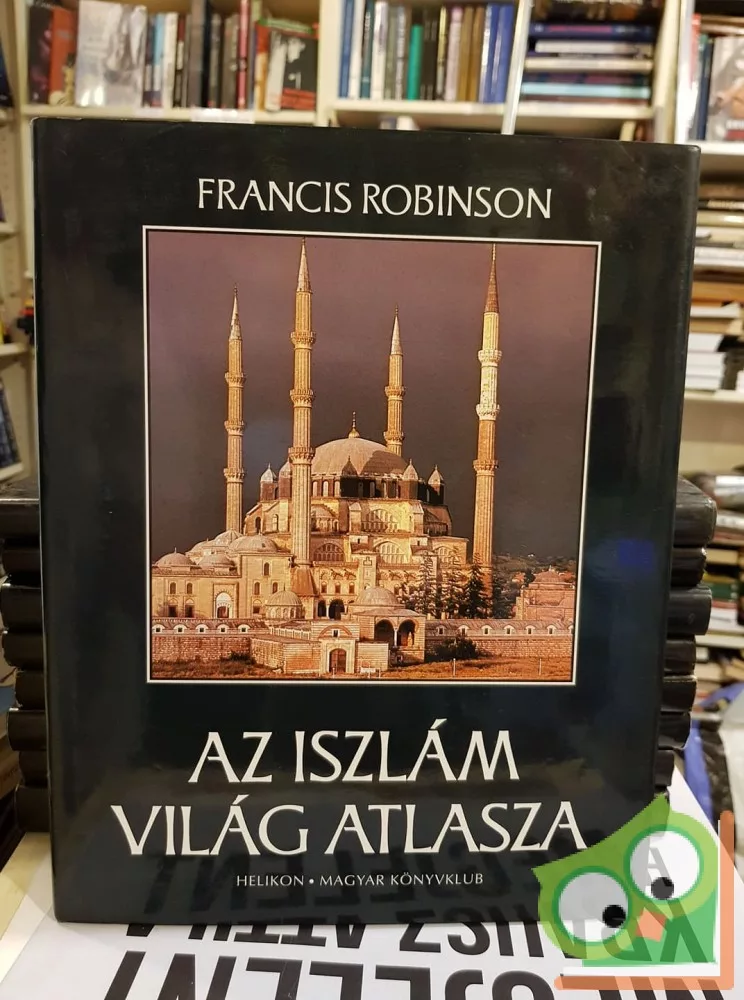 FRANCIS ROBINSON
AZ ISZLÁM
VILÁG ATLASZA
HELIKON • MAGYAR KÖNYVKLUB